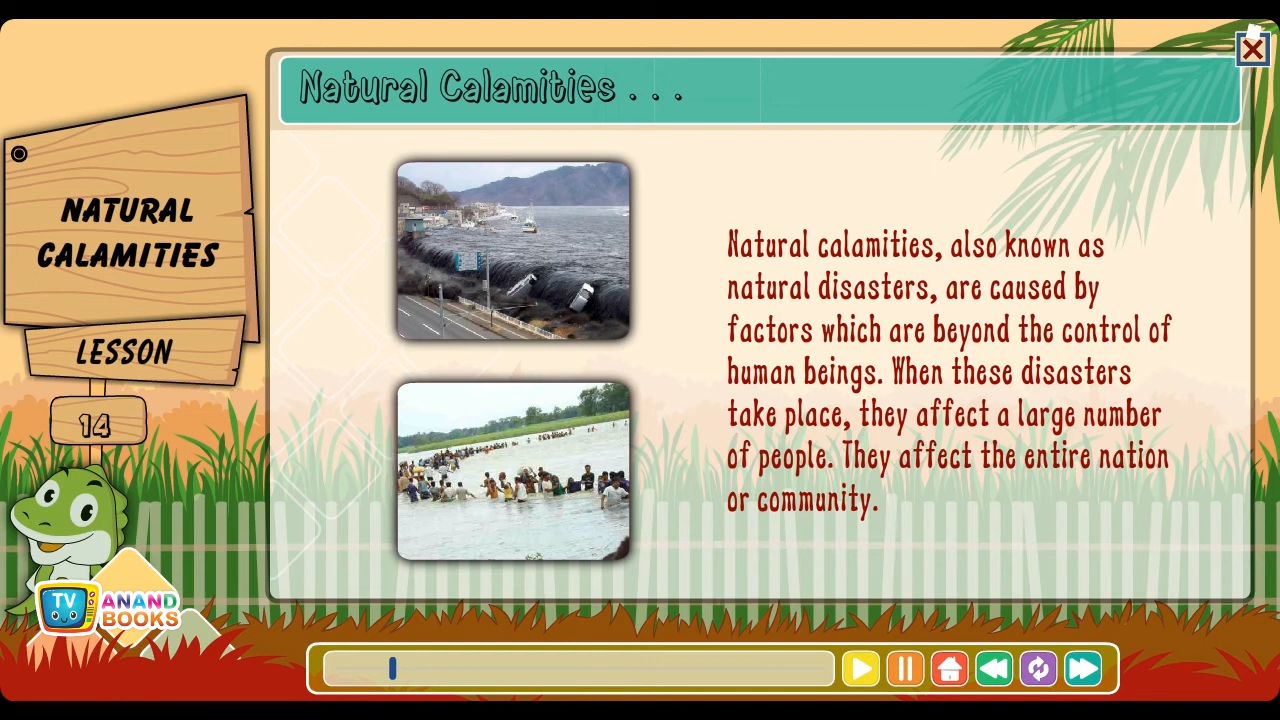 Natural Calamities . . .
NATURAL
CALAMITIES
LESSON
14
Natural calamities, also known as
natural disasters, are caused by
factors which are beyond the control of
human beings. When these disasters
take place, they affect a large number
of people. They affect the entire nation
or community.
TV
ANAND
BOOKS